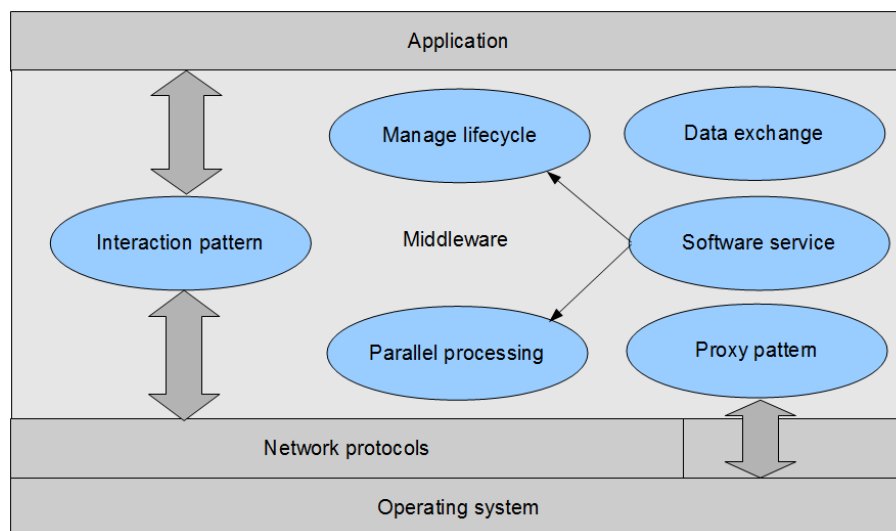 Application
Manage lifecycle
Data exchange
Interaction pattern
Middleware
Software service
Parallel processing
Proxy pattern
Network protocols
Operating system